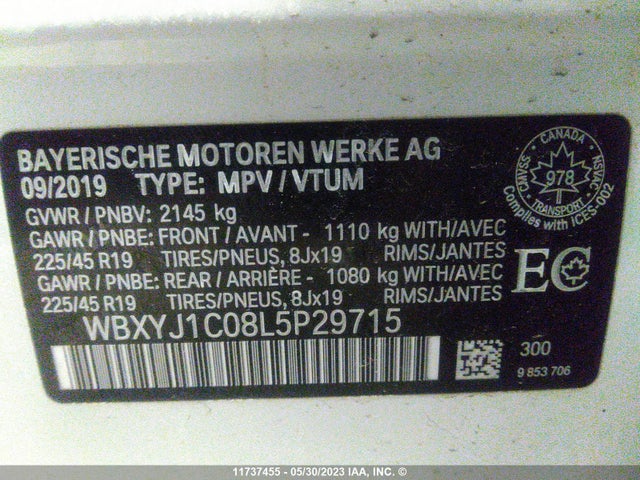 BAYERISCHE MOTOREN WERKE AG
09/2019 TYPE: MPV / VTUM
GVWR / PNBV: 2145 kg
GAWR / PNBE: FRONT / AVANT - 1110 kg WITH/AVEC
225/45 R19 TIRES/PNEUS, 8Jx19 RIMS/JANTES
GAWR / PNBE: REAR / ARRIÈRE - 1080 kg WITH/AVEC
225/45 R19 TIRES/PNEUS, 8Jx19 RIMS/JANTES
WBXYJ1C08L5P29715
CANADA
CMVSS NSVAC
978
TRANSPORT
Complies with ICES-002
EC
300
9 853 706
11737455 - 05/30/2023 IAA, INC. ©